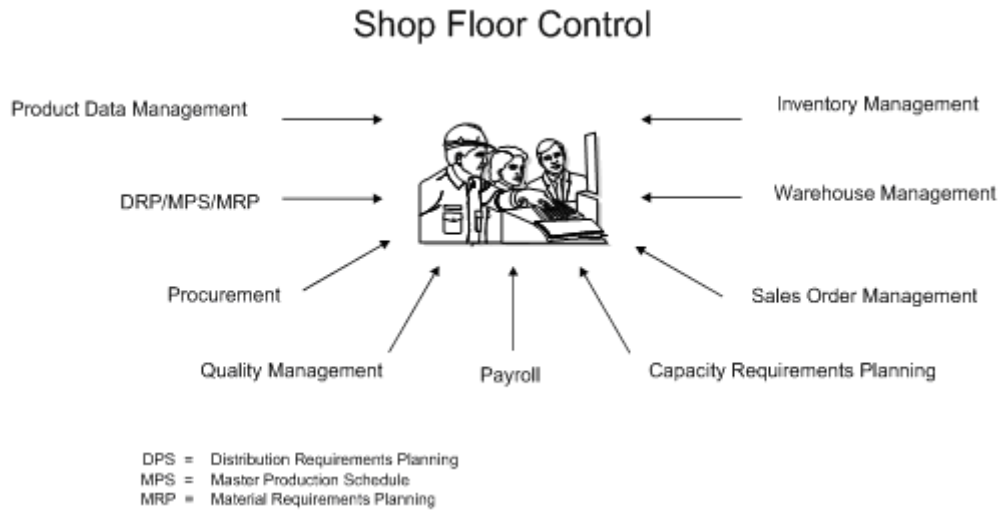 Shop Floor Control
Product Data Management
Inventory Management
DRP/MPS/MRP
Warehouse Management
Procurement
Sales Order Management
Quality Management
Payroll
Capacity Requirements Planning
DPS = Distribution Requirements Planning
MPS = Master Production Schedule
MRP = Material Requirements Planning